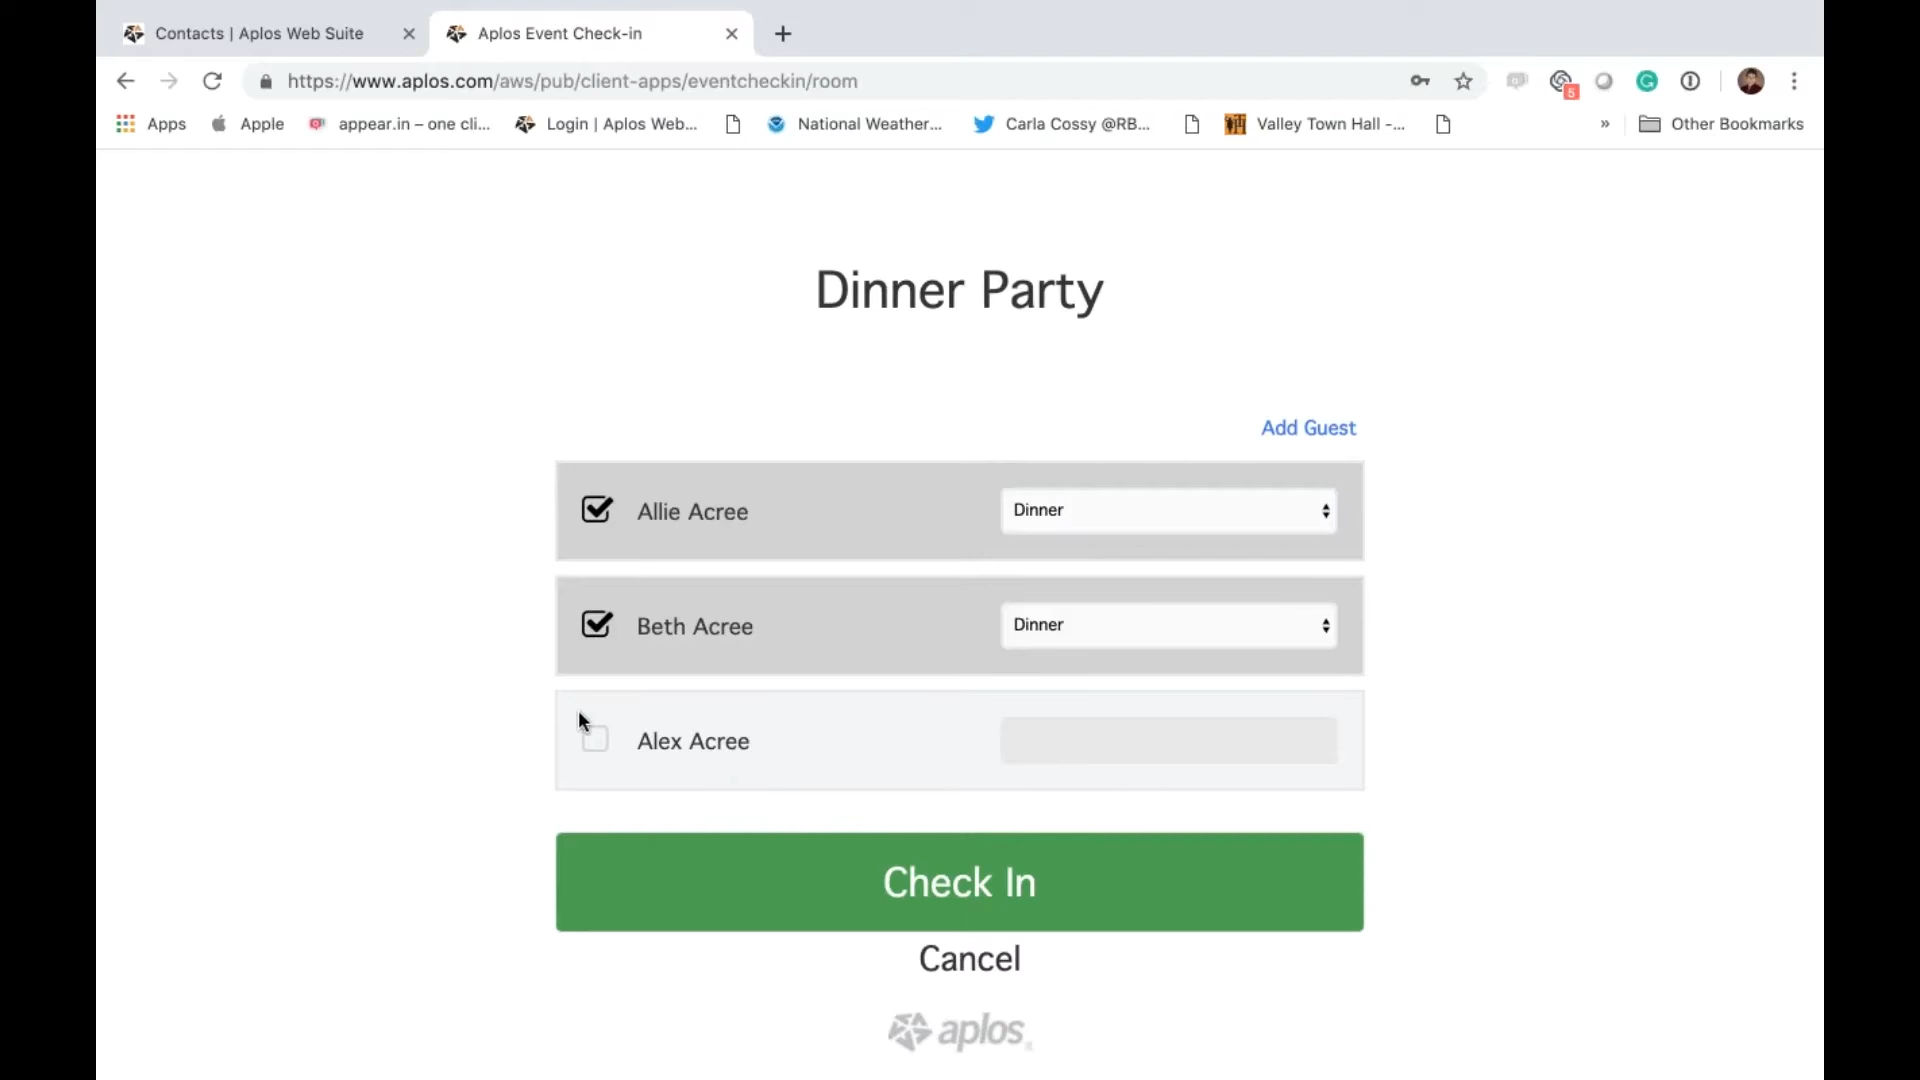 Contacts | Aplos Web Suite
Aplos Event Check-in
https://www.aplos.com/aws/pub/client-apps/eventcheckin/room
5
Apps
Apple
appear.in – one cli...
Login | Aplos Web...
National Weather...
Carla Cossy @RB...
Valley Town Hall -...
»
Other Bookmarks
Dinner Party
Add Guest
Allie Acree
Dinner
Beth Acree
Dinner
Alex Acree
Check In
Cancel
aplos